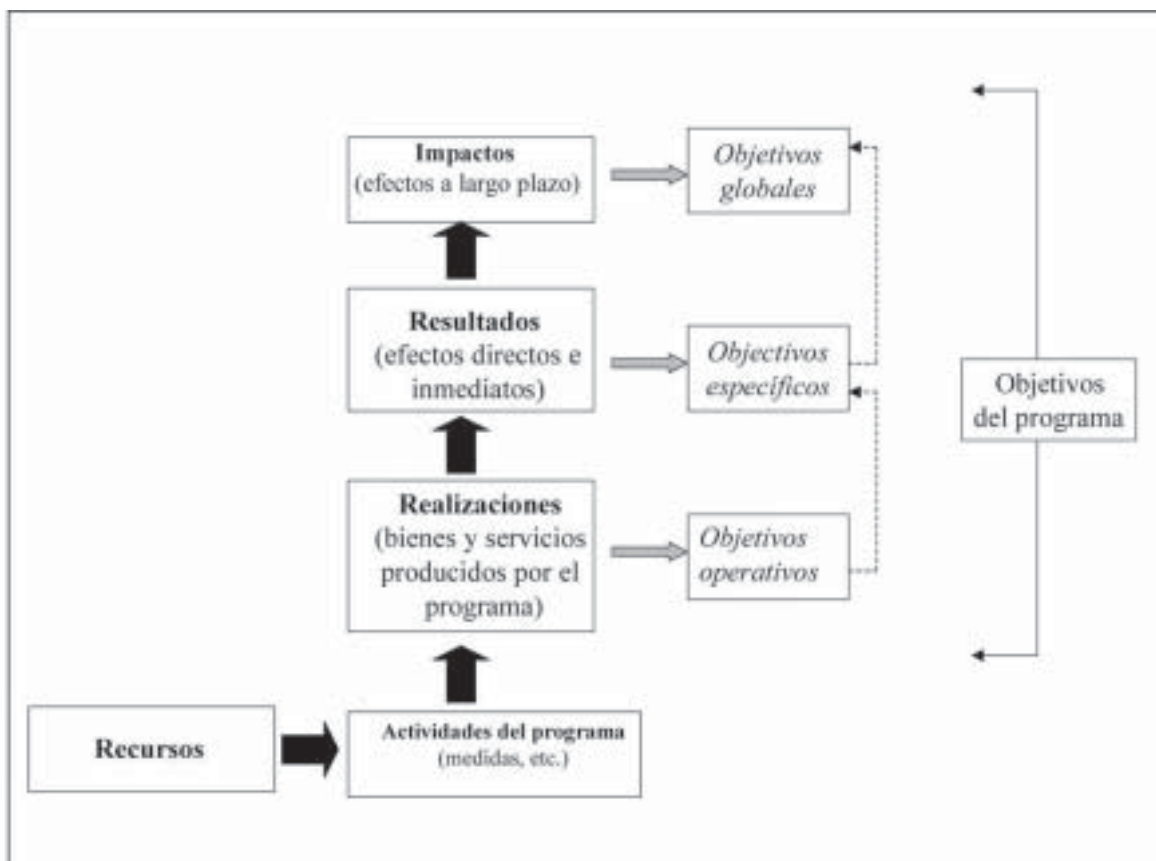 Impactos
(efectos a largo plazo)
Objetivos
globales
Resultados
(efectos directos e
inmediatos)
Objectivos
específicos
Objetivos
del programa
Realizaciones
(bienes y servicios
producidos por el
programa)
Objetivos
operativos
Recursos
Actividades del programa
(medidas, etc.)